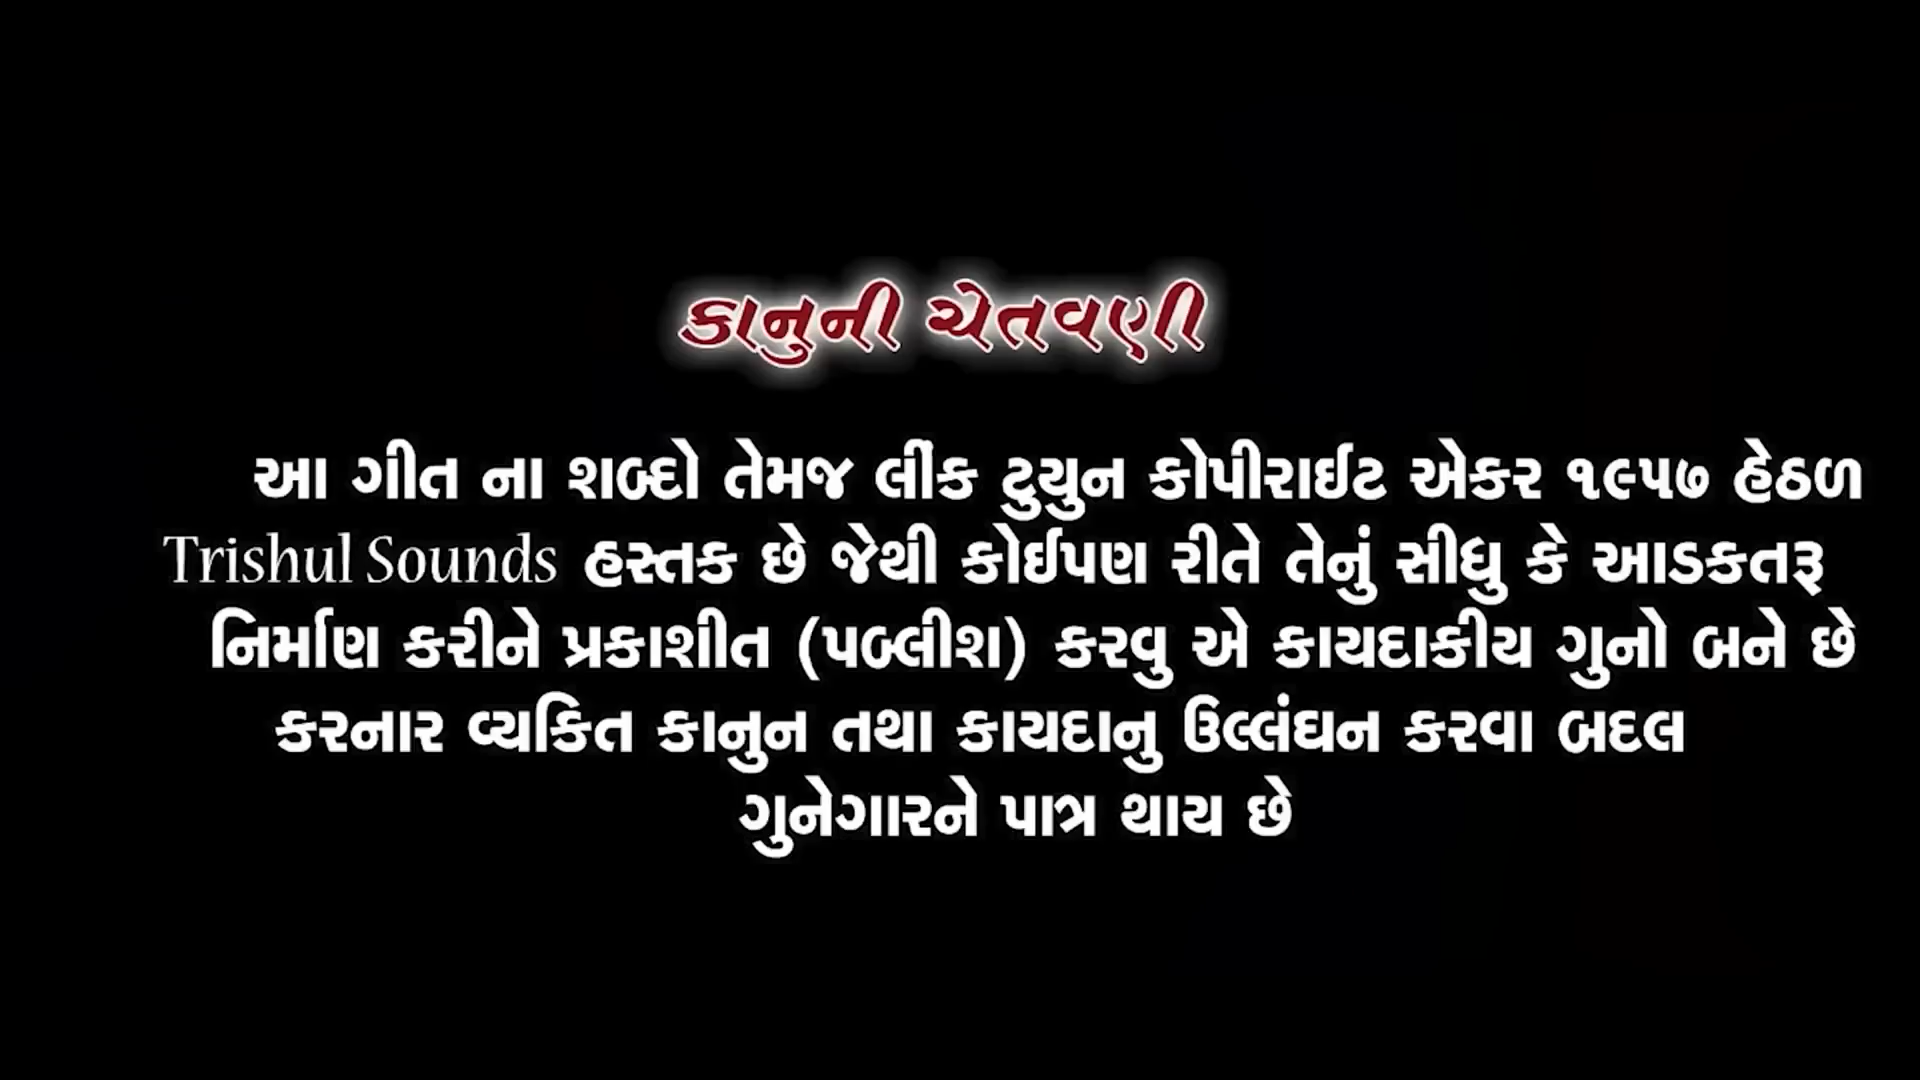 કાનુની ચેતવણી
આ ગીત ના શબ્દો તેમજ લીંક ટુયુન કોપીરાઈટ એકર ૧૯૫૭ હેઠળ
Trishul Sounds હસ્તક છે જેથી કોઈપણ રીતે તેનું સીધુ કે આડકતરૂ
નિર્માણ કરીને પ્રકાશીત (પબ્લીશ) કરવુ એ કાયદાકીય ગુનો બને છે
કરનાર વ્યકિત કાનુન તથા કાયદાનુ ઉલ્લંઘન કરવા બદલ
ગુનેગારને પાત્ર થાય છે